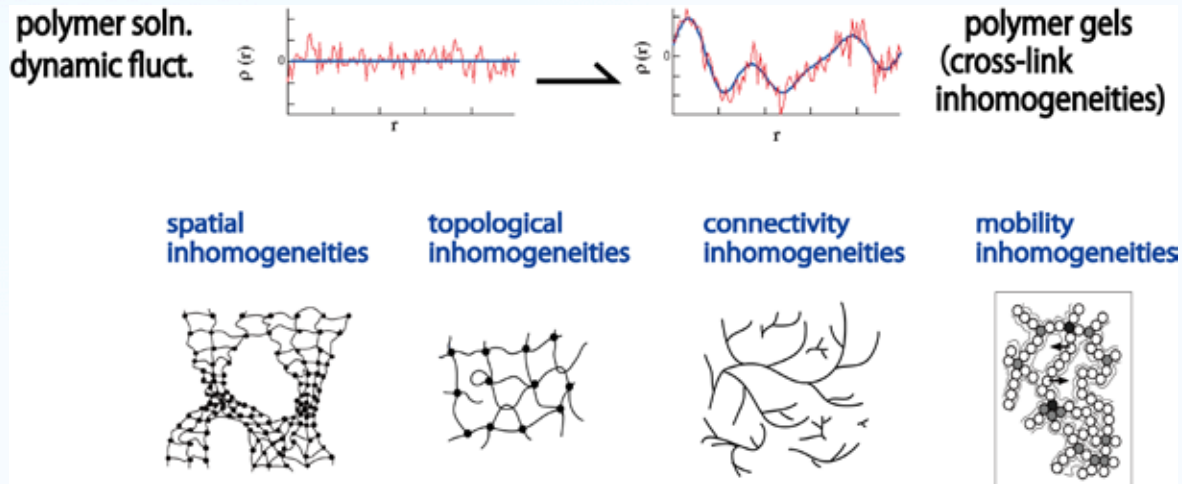 polymer soln.
dynamic fluct.
ρ (r)
0
r
ρ (r)
0
r
polymer gels
(cross-link
inhomogeneities)
spatial
inhomogeneities
topological
inhomogeneities
connectivity
inhomogeneities
mobility
inhomogeneities